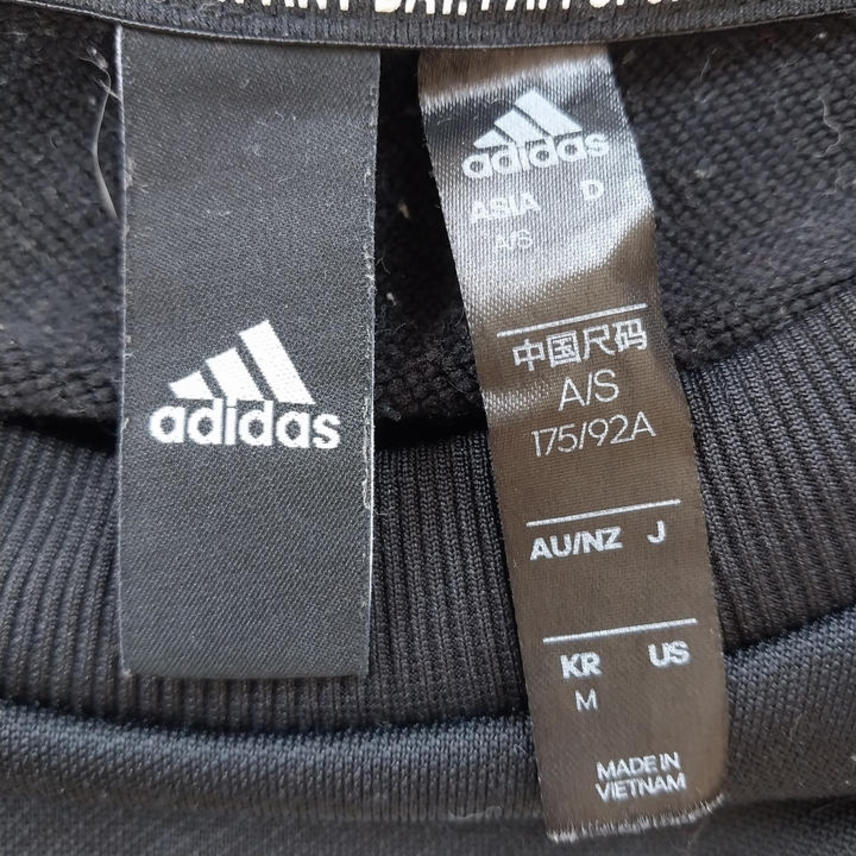 adidas
adidas
ASIA D
A/S
中国尺码
A/S
175/92A
AU/NZ J
KR US
M
MADE IN
VIETNAM